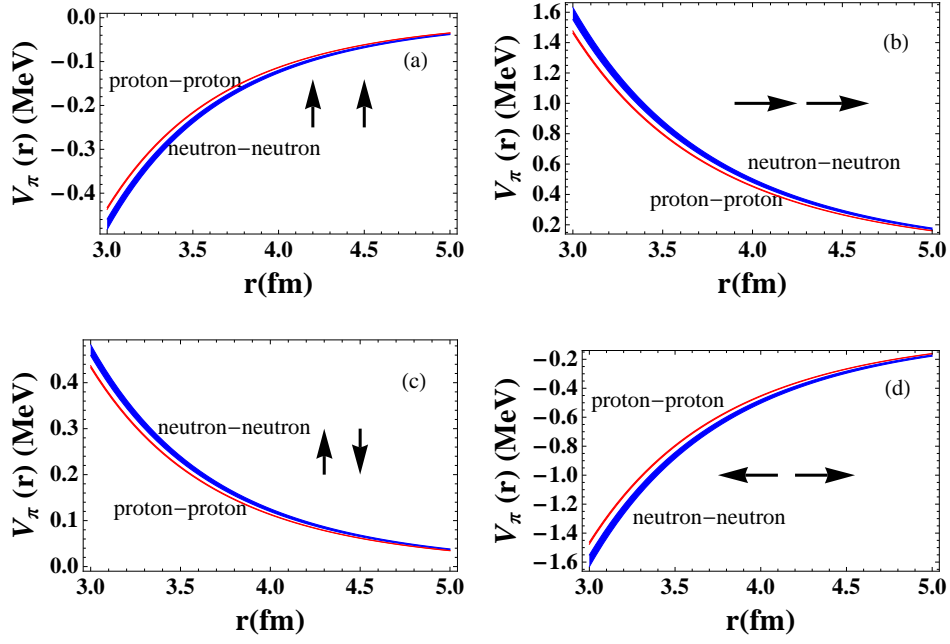 0.0
−0.1
−0.2
−0.3
−0.4
V π (r) (MeV)
(a)
proton−proton
neutron−neutron
3.0 3.5 4.0 4.5 5.0
r(fm)
1.6
1.4
1.2
1.0
0.8
0.6
0.4
0.2
V π (r) (MeV)
(b)
neutron−neutron
proton−proton
3.0 3.5 4.0 4.5 5.0
r(fm)
0.4
0.3
0.2
0.1
0.0
V π (r) (MeV)
(c)
neutron−neutron
proton−proton
3.0 3.5 4.0 4.5 5.0
r(fm)
−0.2
−0.4
−0.6
−0.8
−1.0
−1.2
−1.4
−1.6
V π (r) (MeV)
(d)
proton−proton
neutron−neutron
3.0 3.5 4.0 4.5 5.0
r(fm)